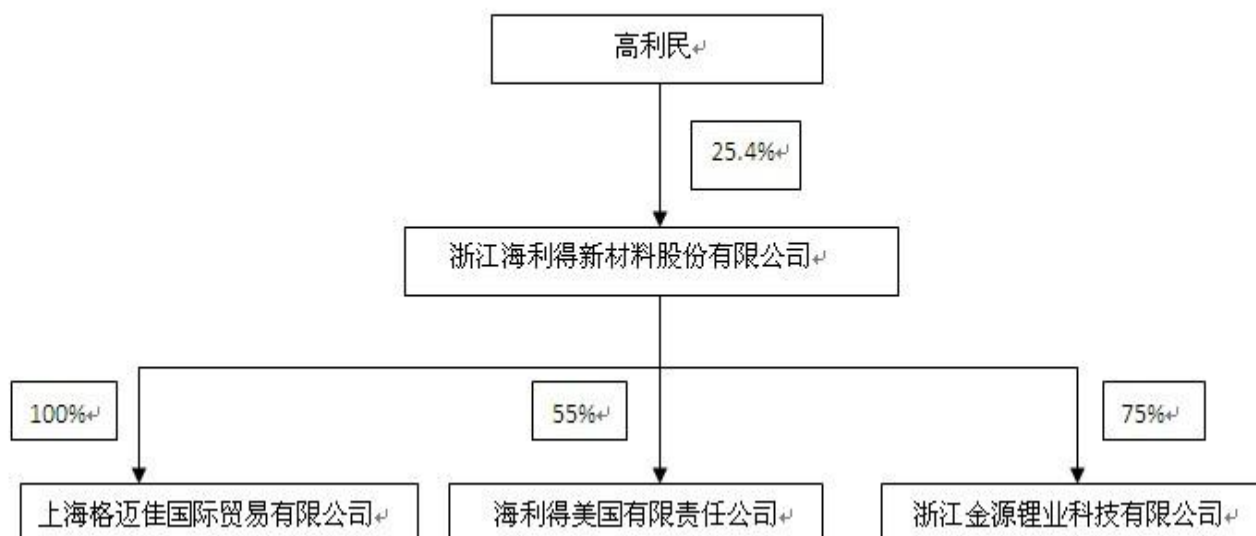 高利民
25.4%
浙江海利得新材料股份有限公司
100%
55%
75%
上海格迈佳国际贸易有限公司
海利得美国有限责任公司
浙江金源锂业科技有限公司